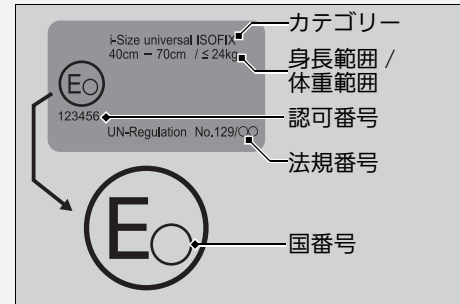 i-Size universal ISOFIX
40cm – 70cm / ≤ 24kg
E○
123456
UN-Regulation No.129/○○
E○
カテゴリー
身長範囲 /
体重範囲
認可番号
法規番号
国番号